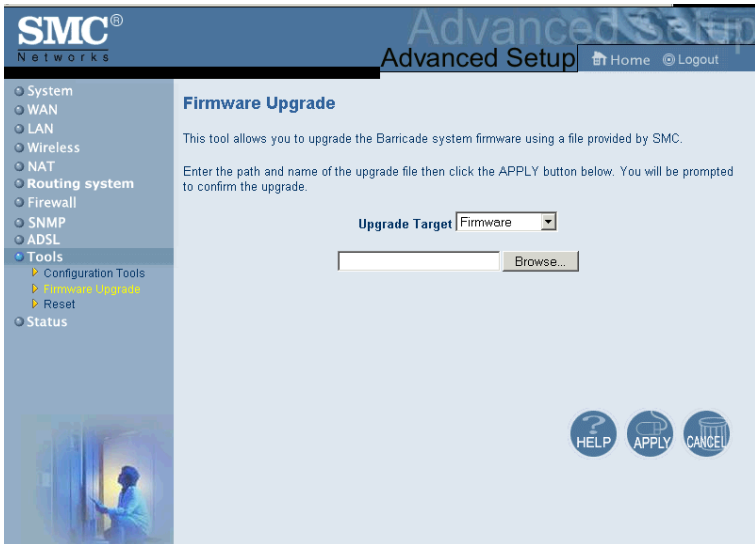 SMC®
Networks
Advanced Setup
Advanced Setup
Home
Logout
System
WAN
LAN
Wireless
NAT
Routing system
Firewall
SNMP
ADSL
Tools
Configuration Tools
Firmware Upgrade
Reset
Status
Firmware Upgrade
This tool allows you to upgrade the Barricade system firmware using a file provided by SMC.
Enter the path and name of the upgrade file then click the APPLY button below. You will be prompted
to confirm the upgrade.
Upgrade Target Firmware
Browse...
HELP
APPLY
CANCEL